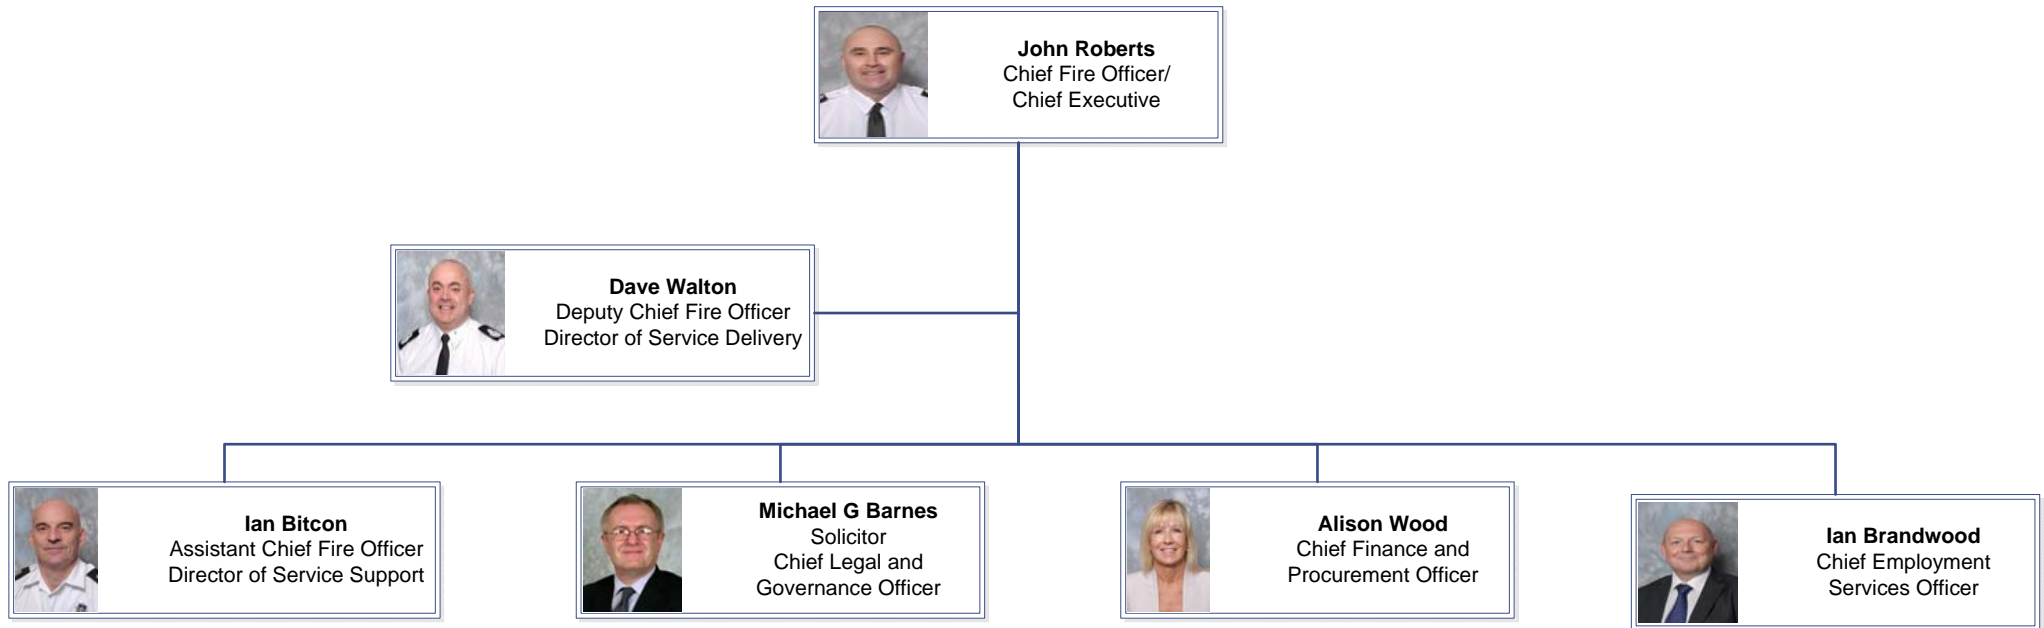 John Roberts
Chief Fire Officer/
Chief Executive
Dave Walton
Deputy Chief Fire Officer
Director of Service Delivery
Ian Bitcon
Assistant Chief Fire Officer
Director of Service Support
Michael G Barnes
Solicitor
Chief Legal and
Governance Officer
Alison Wood
Chief Finance and
Procurement Officer
Ian Brandwood
Chief Employment
Services Officer